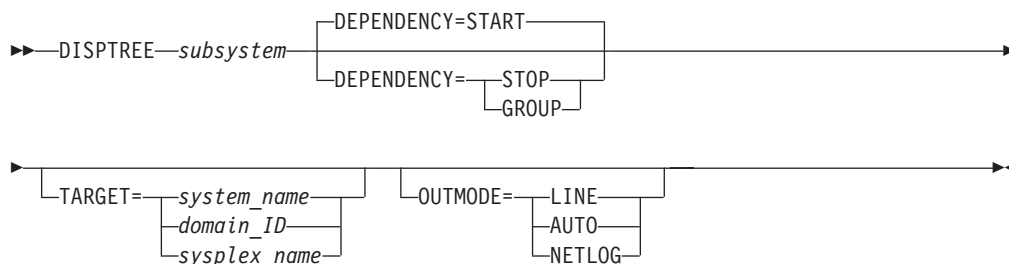 DEPENDENCY=START
DISPTREE subsystem
DEPENDENCY= STOP
GROUP
TARGET= system_name
domain_ID
sysplex_name
OUTMODE= LINE
AUTO
NETLOG